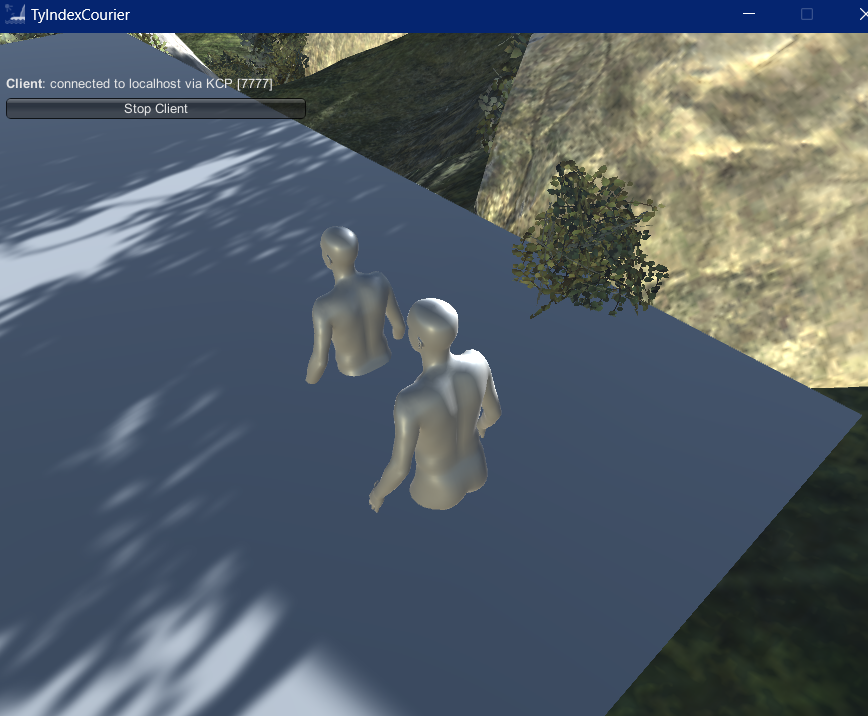 TyIndexCourier
Client: connected to localhost via KCP [7777]
Stop Client